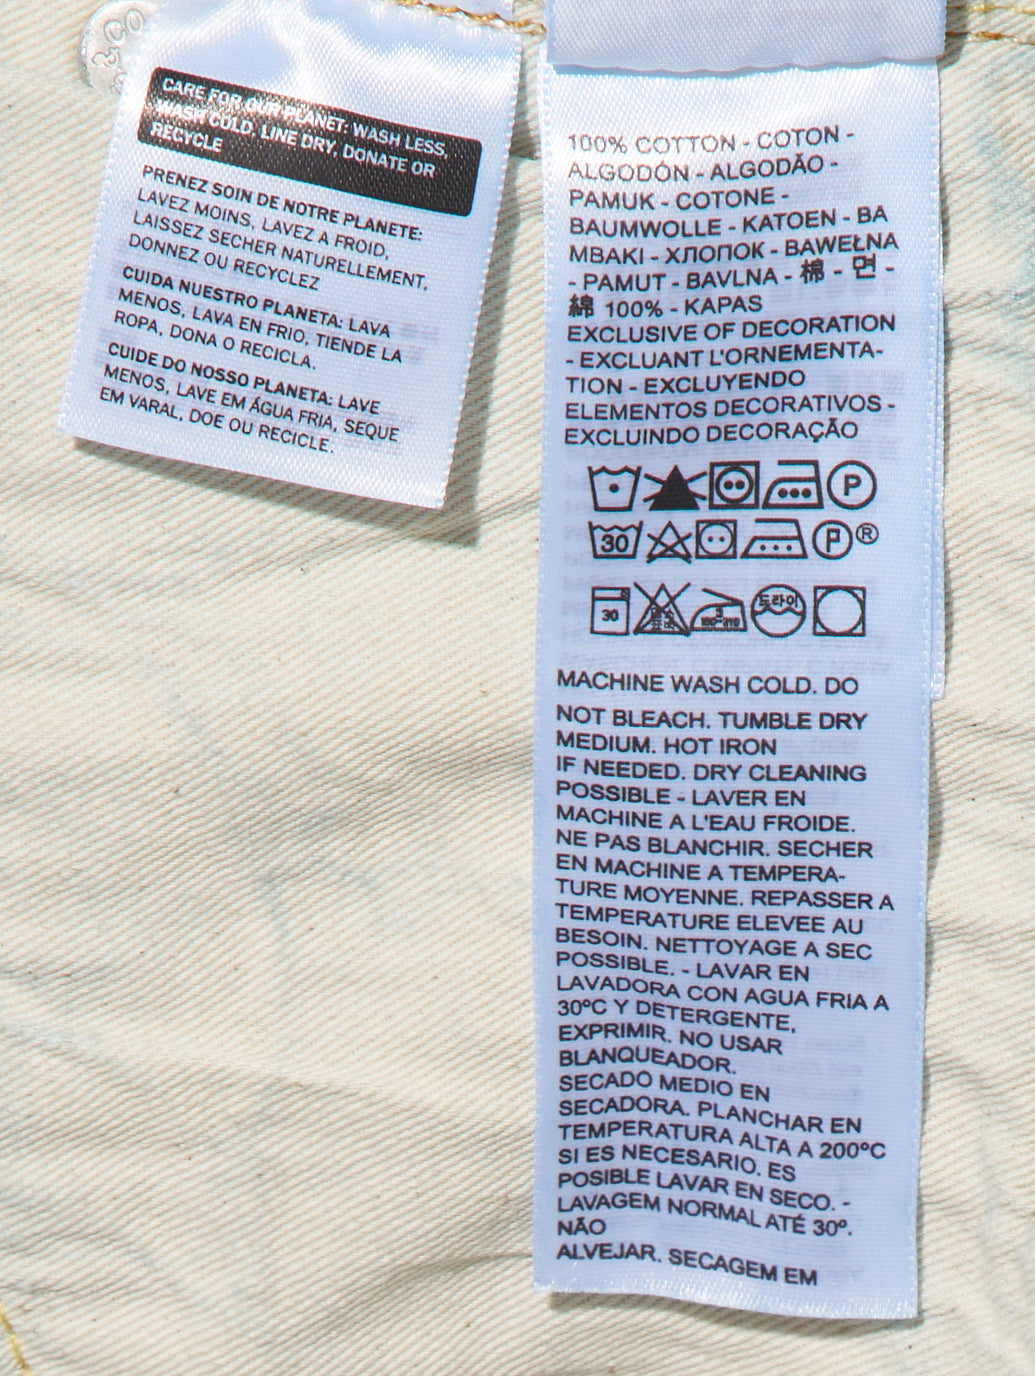 &CO
CARE FOR OUR PLANET: WASH LESS,
WASH COLD, LINE DRY, DONATE OR
RECYCLE
PRENEZ SOIN DE NOTRE PLANETE:
LAVEZ MOINS, LAVEZ A FROID,
LAISSEZ SECHER NATURELLEMENT,
DONNEZ OU RECYCLEZ
CUIDA NUESTRO PLANETA: LAVA
MENOS, LAVA EN FRIO, TIENDE LA
ROPA, DONA O RECICLA.
CUIDE DO NOSSO PLANETA: LAVE
MENOS, LAVE EM ÁGUA FRIA, SEQUE
EM VARAL, DOE OU RECICLE.
100% COTTON - COTON -
ALGODÓN - ALGODÃO -
PAMUK - COTONE -
BAUMWOLLE - KATOEN - BA
MBAKI - ХЛОПОК - BAWEŁNA
- PAMUT - BAVLNA - 棉 - 면 -
綿 100% - KAPAS
EXCLUSIVE OF DECORATION
- EXCLUANT L'ORNEMENTA-
TION - EXCLUYENDO
ELEMENTOS DECORATIVOS -
EXCLUINDO DECORAÇÃO
P
30 P ®
30 3 180-210 드라이
MACHINE WASH COLD. DO
NOT BLEACH. TUMBLE DRY
MEDIUM. HOT IRON
IF NEEDED. DRY CLEANING
POSSIBLE - LAVER EN
MACHINE A L'EAU FROIDE.
NE PAS BLANCHIR. SECHER
EN MACHINE A TEMPERA-
TURE MOYENNE. REPASSER A
TEMPERATURE ELEVEE AU
BESOIN. NETTOYAGE A SEC
POSSIBLE. - LAVAR EN
LAVADORA CON AGUA FRIA A
30ºC Y DETERGENTE,
EXPRIMIR. NO USAR
BLANQUEADOR.
SECADO MEDIO EN
SECADORA. PLANCHAR EN
TEMPERATURA ALTA A 200ºC
SI ES NECESARIO. ES
POSIBLE LAVAR EN SECO. -
LAVAGEM NORMAL ATÉ 30º.
NÃO
ALVEJAR. SECAGEM EM